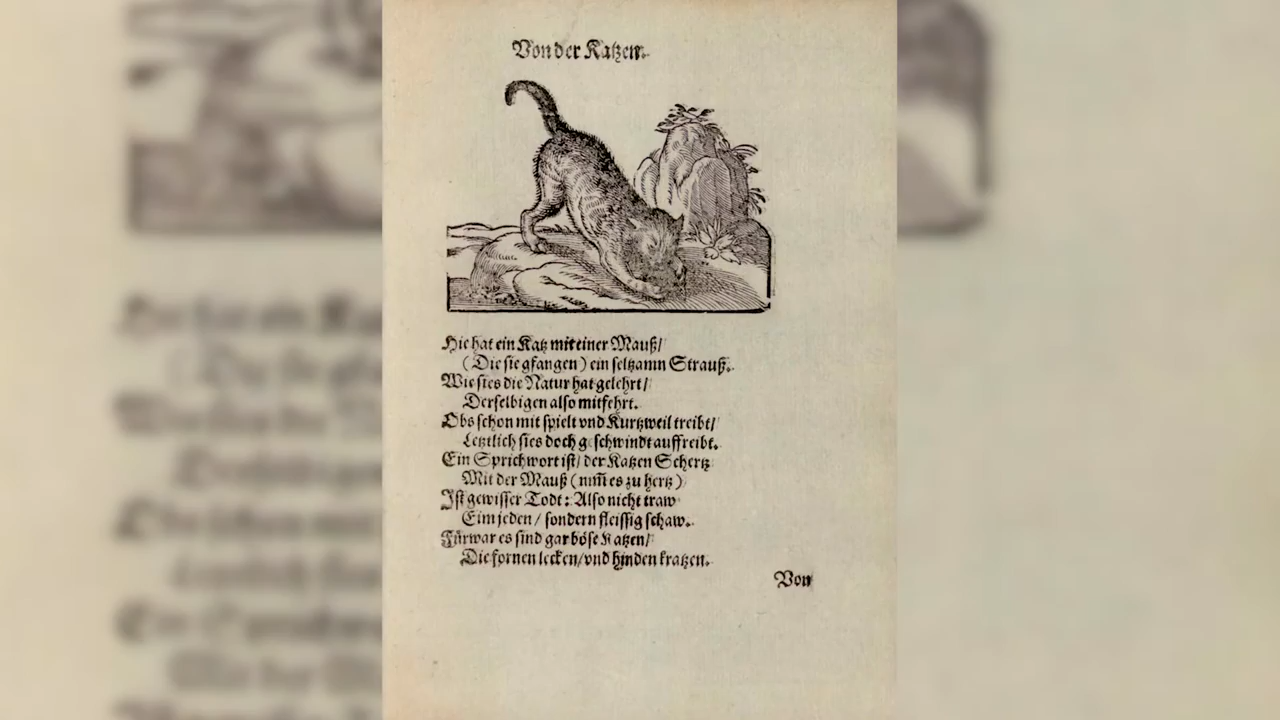 Von der Katzen.
Hie hat ein Katz mit einer Mauß/
(Die sie gfangen) ein seltzamn Strauß.
Wie sies die Natur hat gelehrt/
Derselbigen also mitfehrt.
Obs schon mit spielt vnd Kurtzweil treibt/
Letztlich sies doch geschwindt auffreibt.
Ein Sprichwort ist/ der Katzen Schertz
Mit der Mauß (nim̃ es zu hertz)
Ist gewisser Todt: Also nicht traw
Eim jeden/ sondern fleissig schaw.
Fürwar es sind gar böse Katzen/
Die fornen lecken/ vnd hinden kratzen.
Von